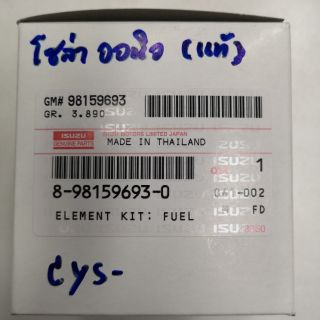 โซล่า ออนิว (แท้)
GM# 98159693
GR. 3.890
ISUZU
GENUINE PARTS
ISUZU MOTORS LIMITED JAPAN
MADE IN THAILAND
1
8-98159693-0
ELEMENT KIT: FUEL
FD
CYS-